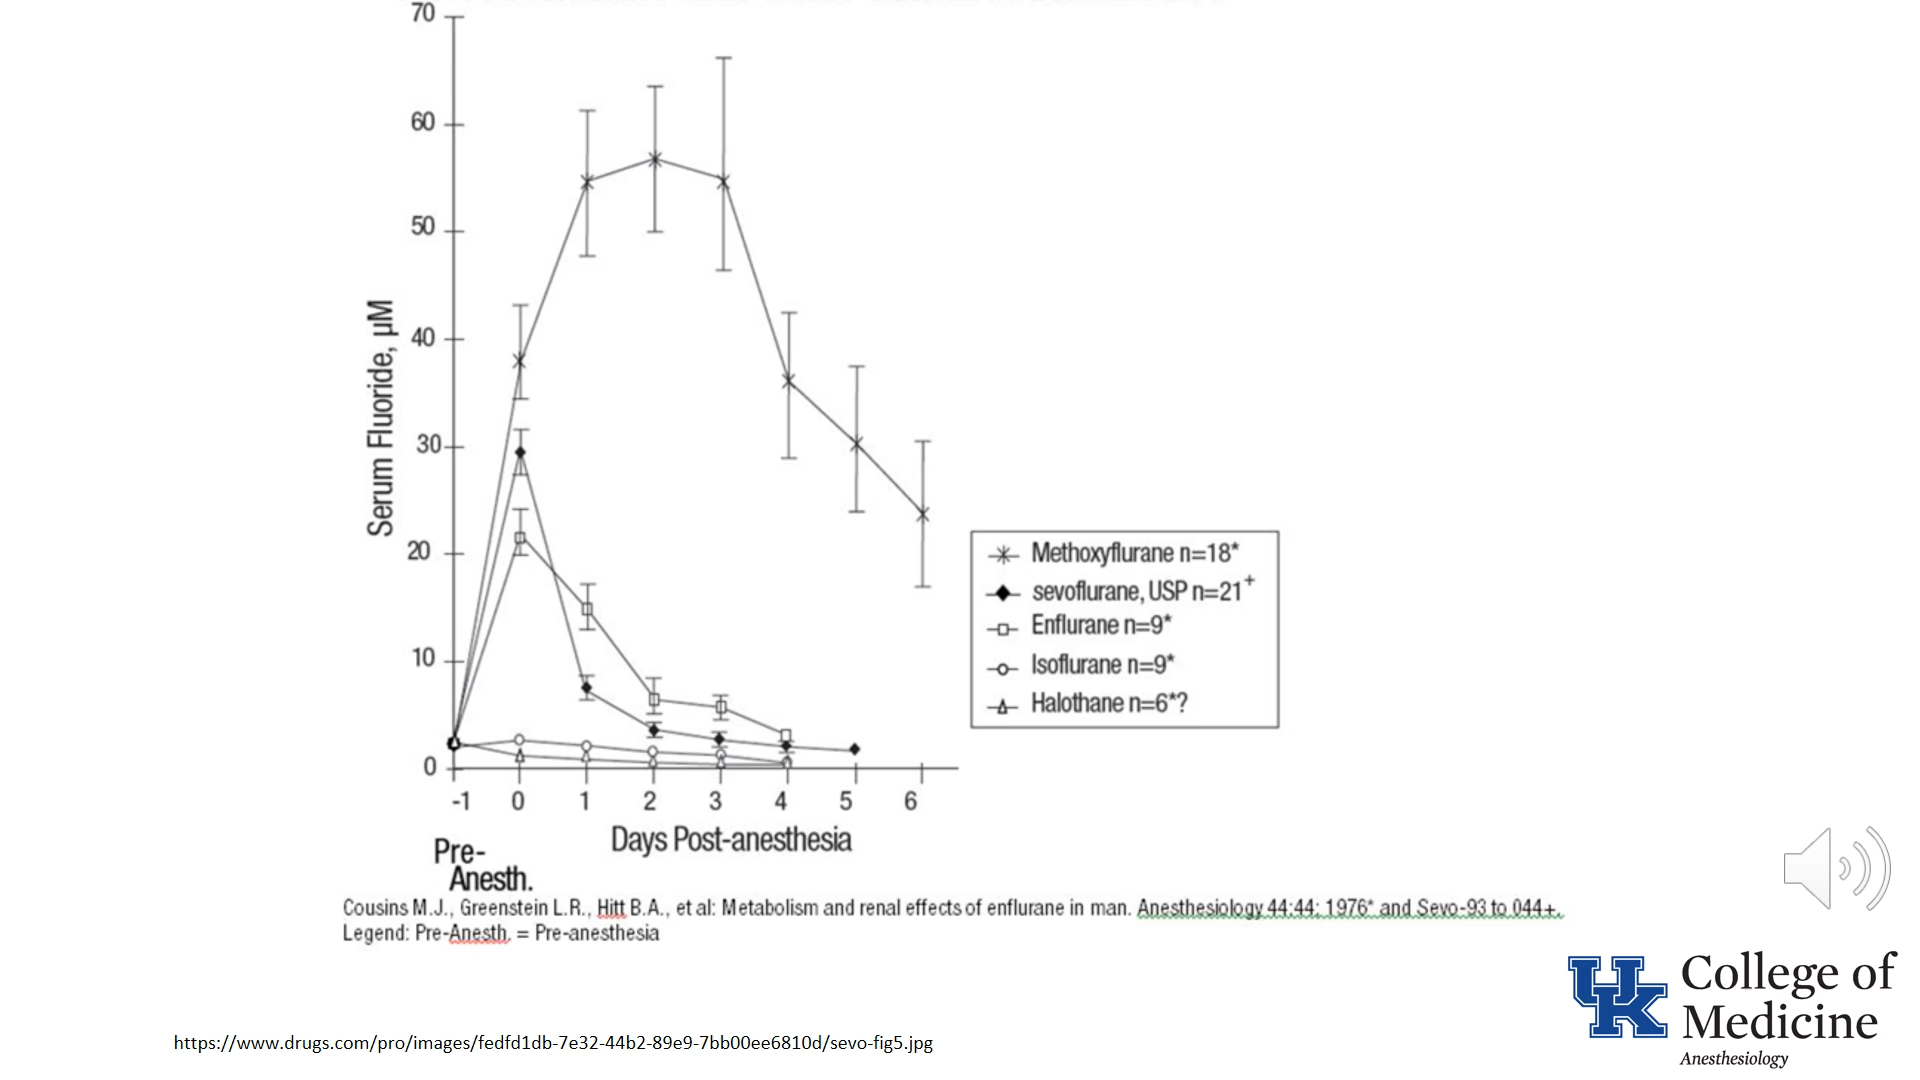 70
60
50
40
30
20
10
0
Serum Fluoride, µM
-1 0 1 2 3 4 5 6
Pre-
Anesth.
Days Post-anesthesia
Methoxyflurane n=18*
sevoflurane, USP n=21+
Enflurane n=9*
Isoflurane n=9*
Halothane n=6*?
Cousins M.J., Greenstein L.R., Hitt B.A., et al: Metabolism and renal effects of enflurane in man. Anesthesiology 44:44; 1976* and Sevo-93 to 044+.
Legend: Pre-Anesth. = Pre-anesthesia
https://www.drugs.com/pro/images/fedfd1db-7e32-44b2-89e9-7bb00ee6810d/sevo-fig5.jpg
UK
College of
Medicine
Anesthesiology